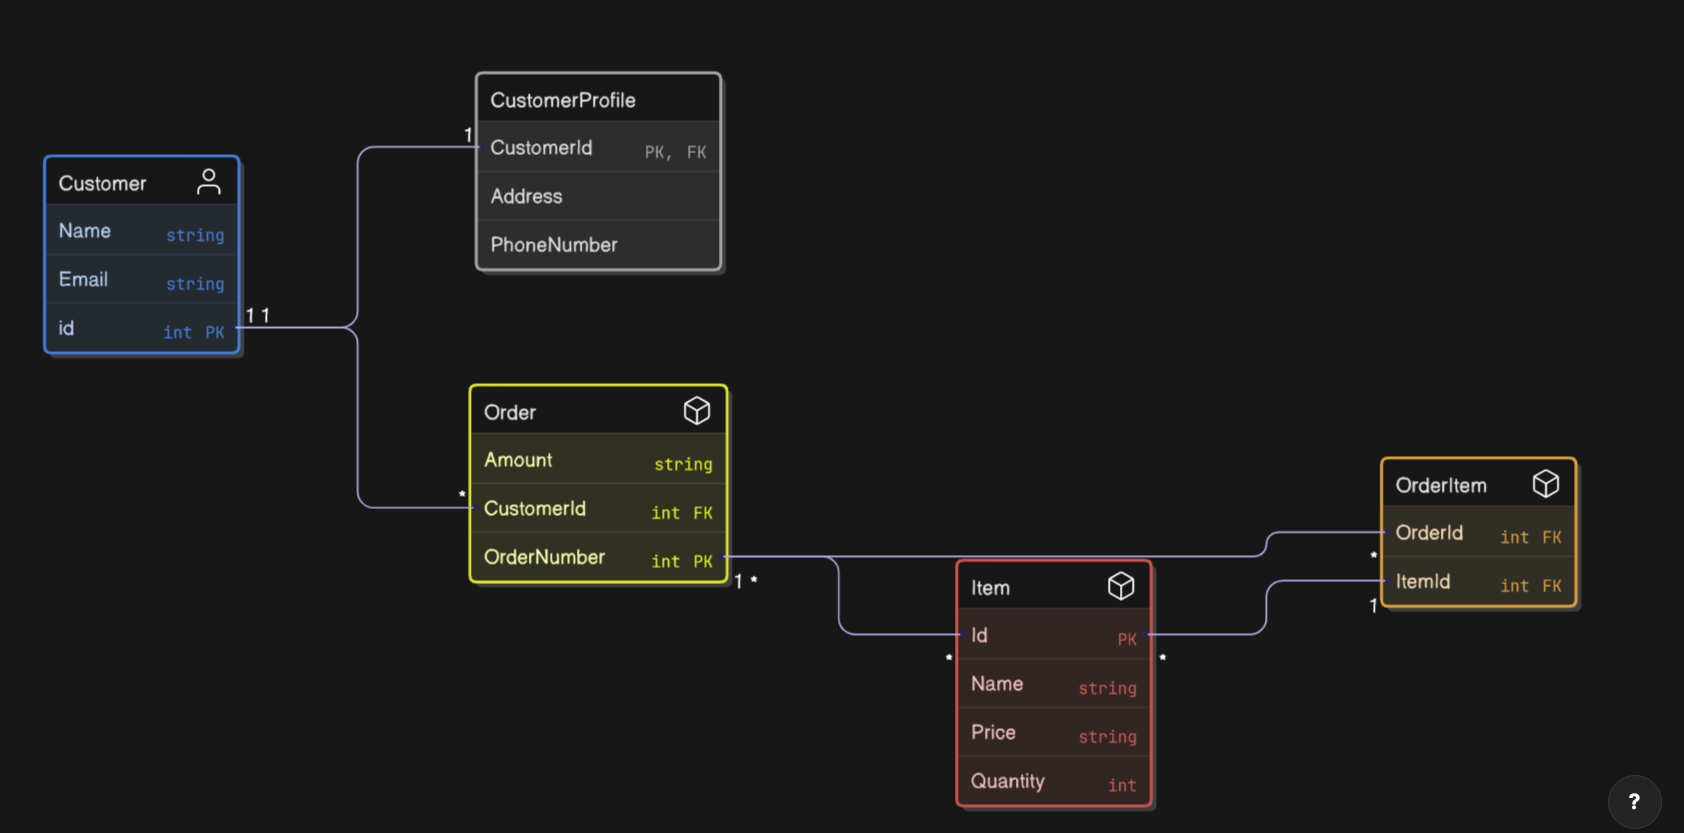 Customer
Name string
Email string
id int PK
1 1
1
CustomerProfile
CustomerId PK, FK
Address
PhoneNumber
Order
Amount string
*
CustomerId int FK
OrderNumber int PK
1 *
Item
*
Id PK
*
Name string
Price string
Quantity int
OrderItem
OrderId int FK
*
ItemId int FK
1
?